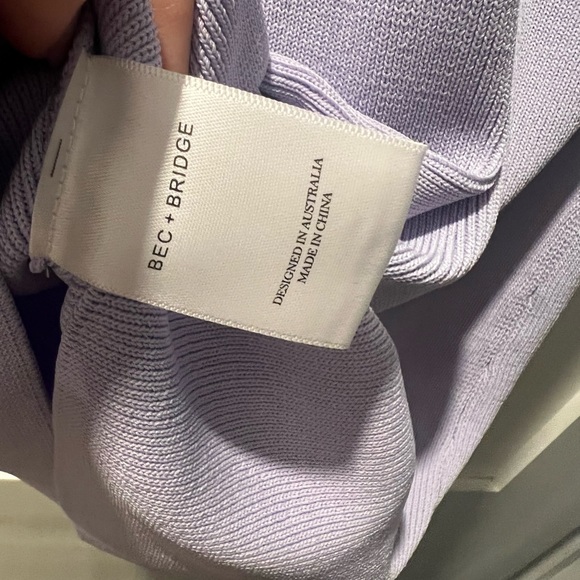 BEC + BRIDGE
DESIGNED IN AUSTRALIA
MADE IN CHINA